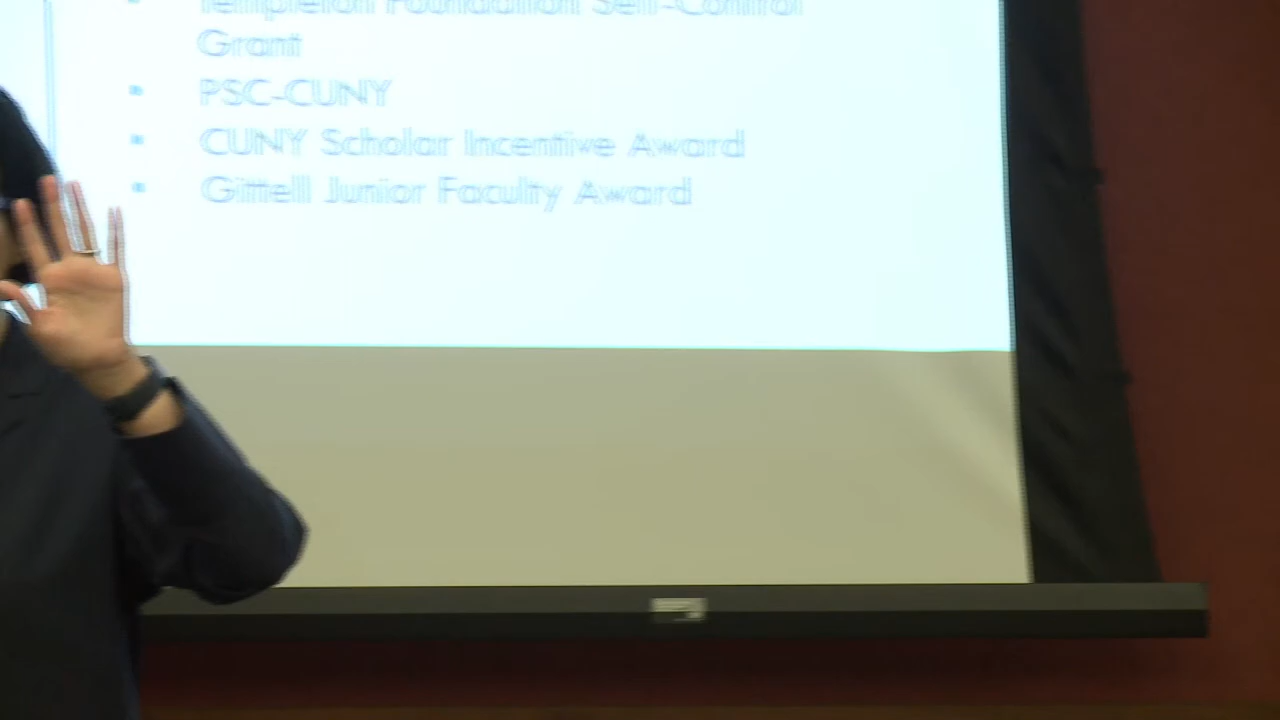 Templeton Foundation Self-Control
Grant
PSC-CUNY
CUNY Scholar Incentive Award
Gittell Junior Faculty Award